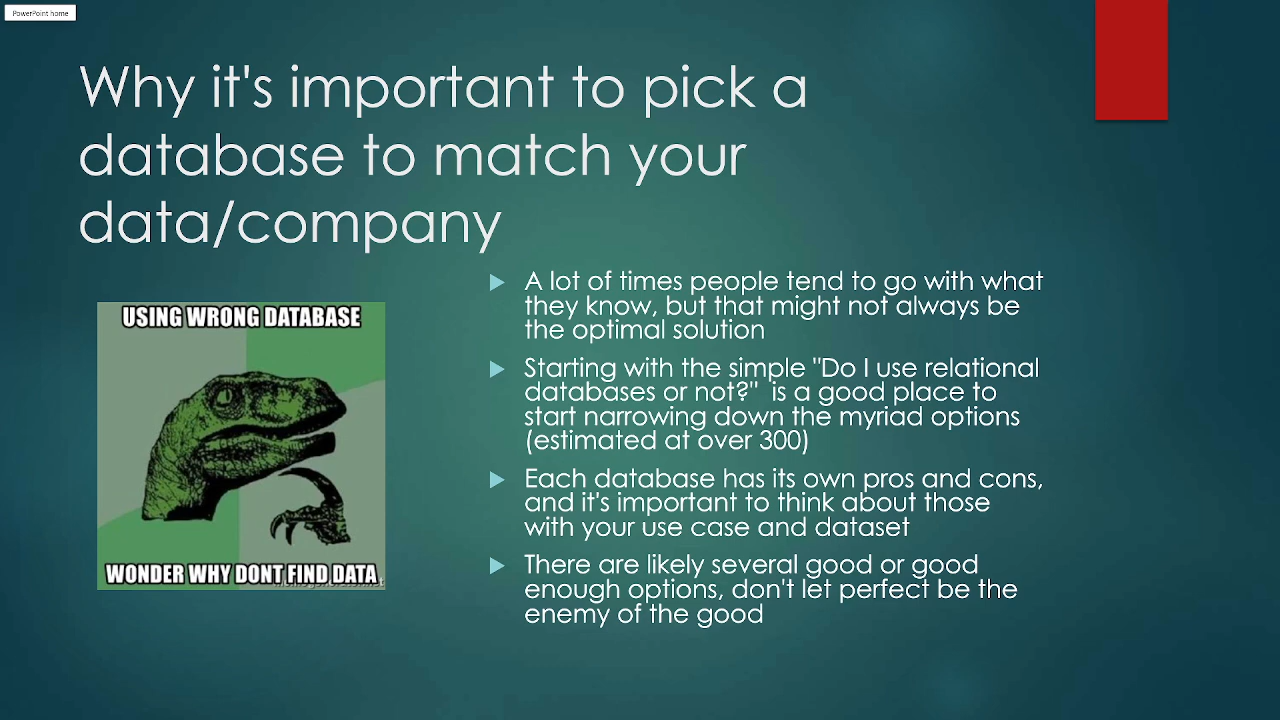 PowerPoint home
Why it's important to pick a
database to match your
data/company
USING WRONG DATABASE
WONDER WHY DONT FIND DATA
A lot of times people tend to go with what
they know, but that might not always be
the optimal solution
Starting with the simple "Do I use relational
databases or not?" is a good place to
start narrowing down the myriad options
(estimated at over 300)
Each database has its own pros and cons,
and it's important to think about those
with your use case and dataset
There are likely several good or good
enough options, don't let perfect be the
enemy of the good